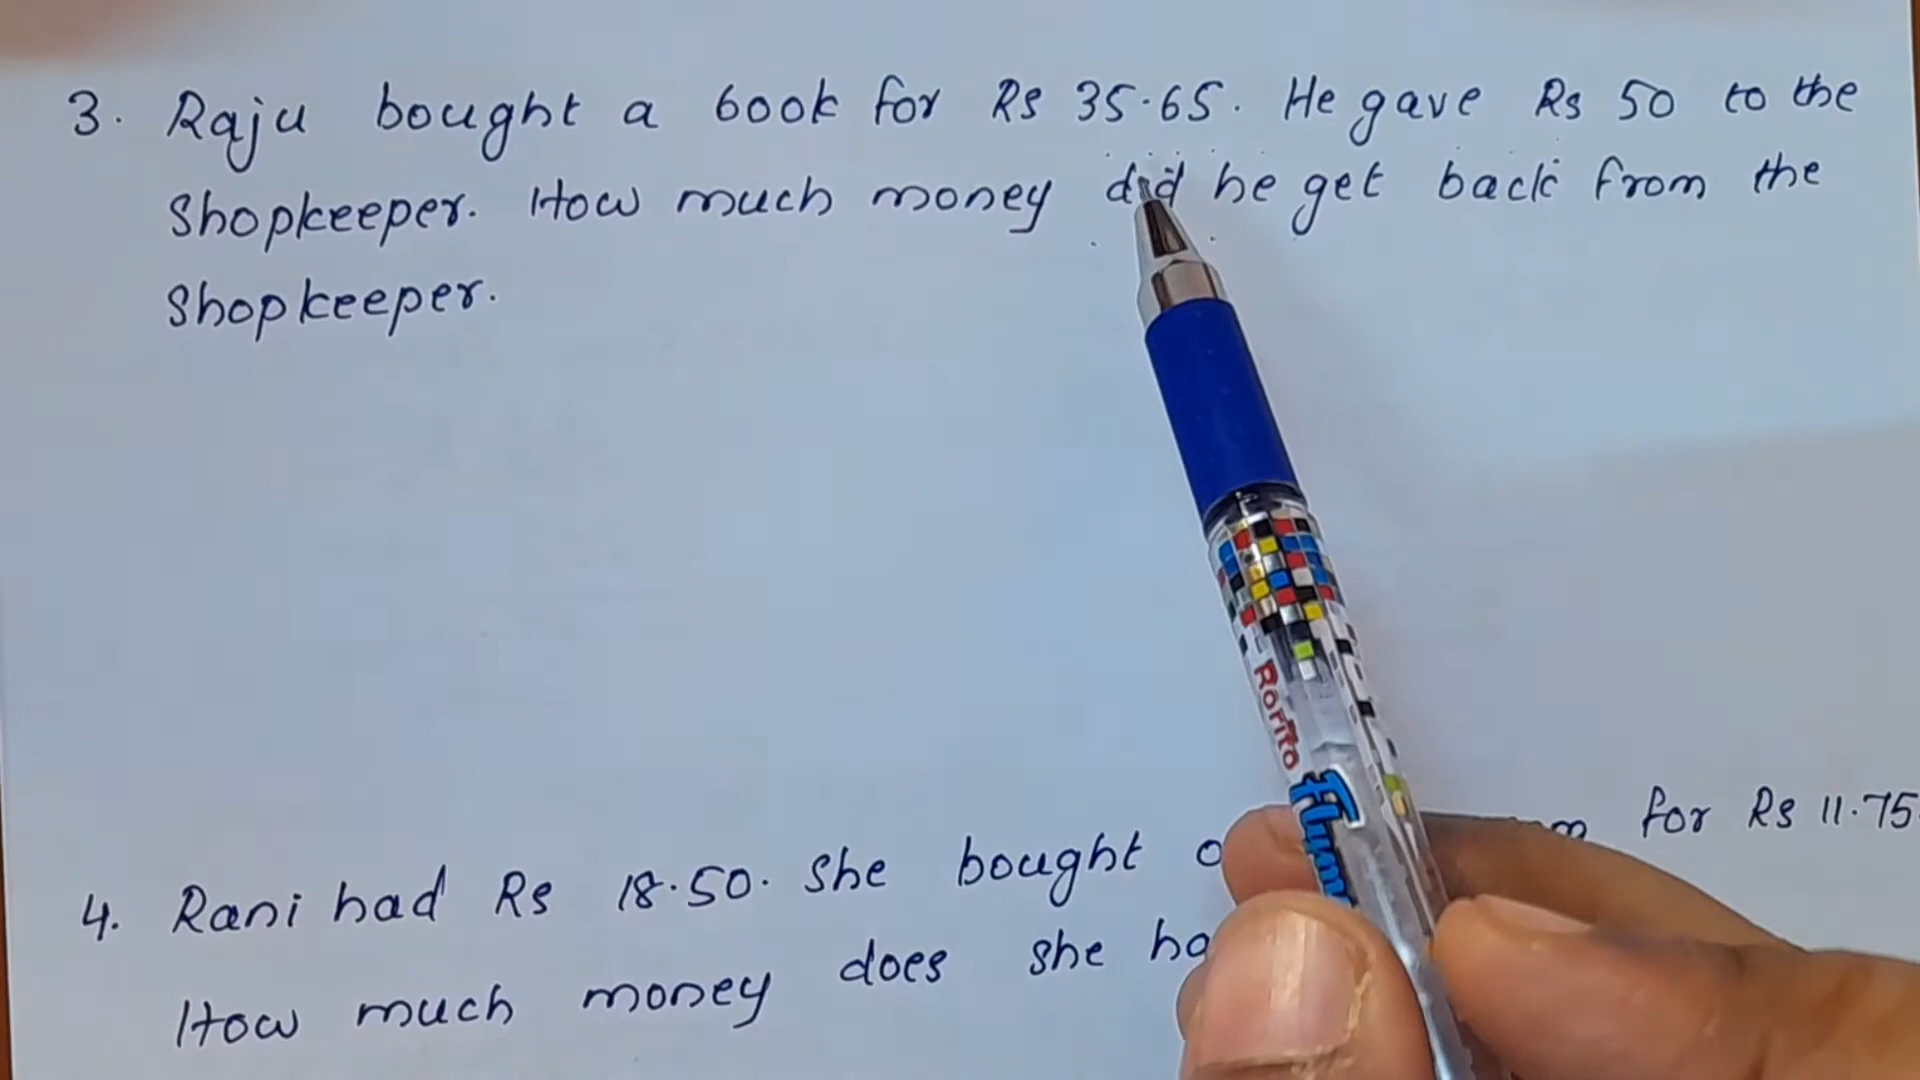 3. Raju bought a book for Rs 35.65. He gave Rs 50 to the
Shopkeeper. How much money did he get back from the
Shopkeeper.
Rorito
4. Rani had Rs 18.50. She bought for Rs 11.75.
How much money does she